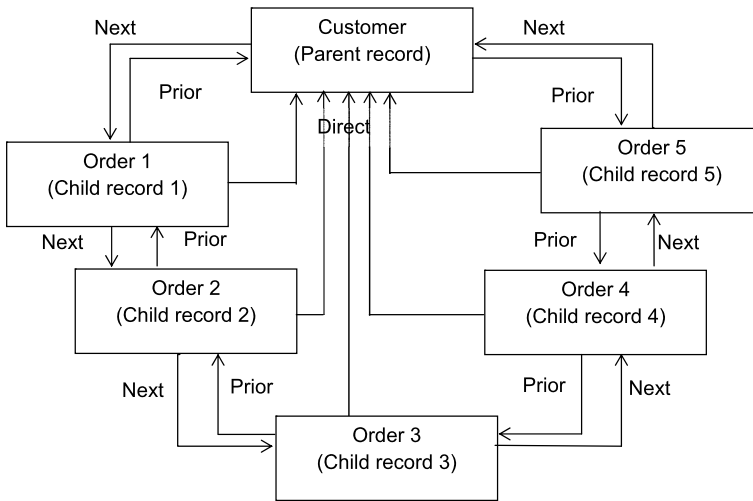 Next
Customer
(Parent record)
Next
Prior
Prior
Direct
Order 1
(Child record 1)
Order 5
(Child record 5)
Next
Prior
Prior
Next
Order 2
(Child record 2)
Order 4
(Child record 4)
Next
Prior
Prior
Next
Order 3
(Child record 3)